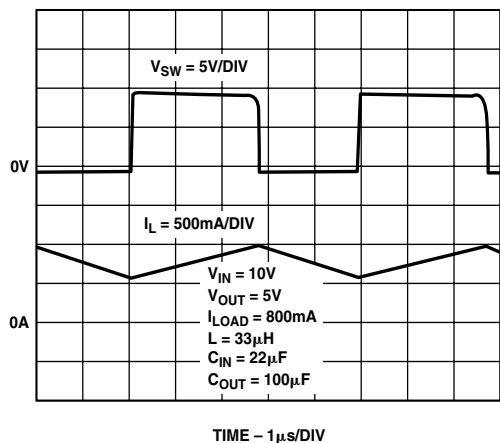 V_SW = 5V/DIV
0V
I_L = 500mA/DIV
V_IN = 10V
V_OUT = 5V
0A
I_LOAD = 800mA
L = 33μH
C_IN = 22μF
C_OUT = 100μF
TIME – 1μs/DIV